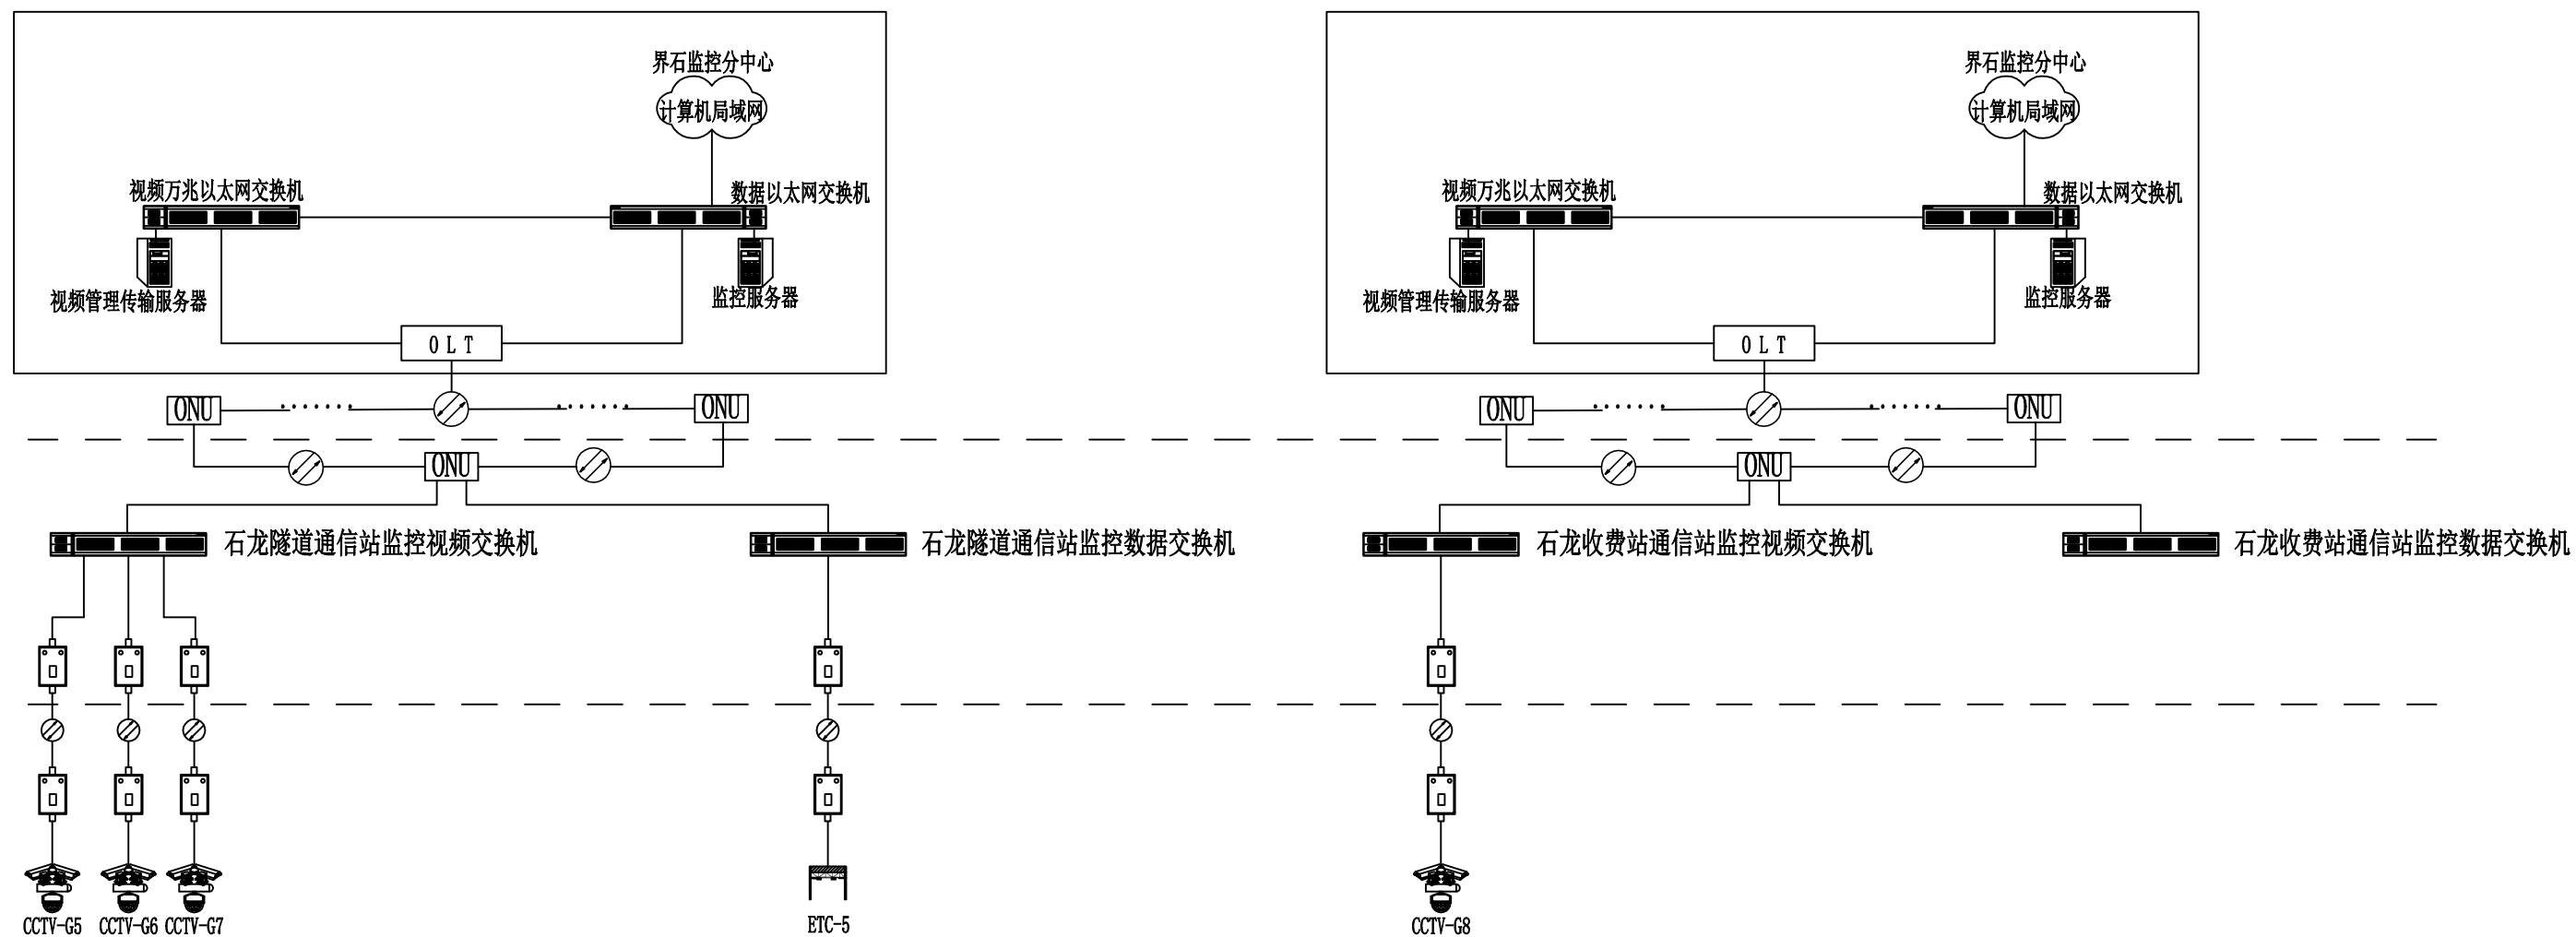 界石监控分中心
计算机局域网
视频万兆以太网交换机
数据以太网交换机
视频管理传输服务器
监控服务器
OLT
ONU
ONU
ONU
石龙隧道通信站监控视频交换机
石龙隧道通信站监控数据交换机
CCTV-G5
CCTV-G6
CCTV-G7
ETC-5
界石监控分中心
计算机局域网
视频万兆以太网交换机
数据以太网交换机
视频管理传输服务器
监控服务器
OLT
ONU
ONU
ONU
石龙收费站通信站监控视频交换机
石龙收费站通信站监控数据交换机
CCTV-G8